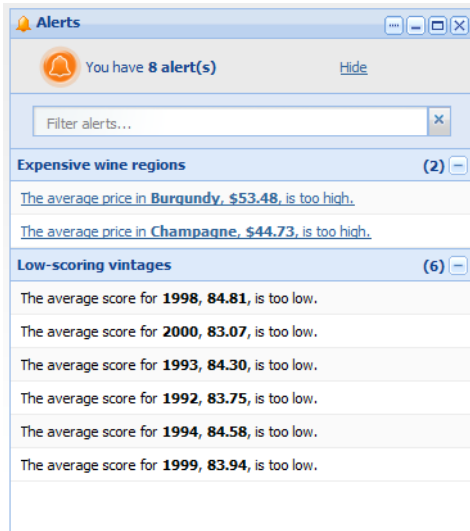 Alerts
You have 8 alert(s) Hide
Filter alerts...
Expensive wine regions (2)
The average price in Burgundy, $53.48, is too high.
The average price in Champagne, $44.73, is too high.
Low-scoring vintages (6)
The average score for 1998, 84.81, is too low.
The average score for 2000, 83.07, is too low.
The average score for 1993, 84.30, is too low.
The average score for 1992, 83.75, is too low.
The average score for 1994, 84.58, is too low.
The average score for 1999, 83.94, is too low.